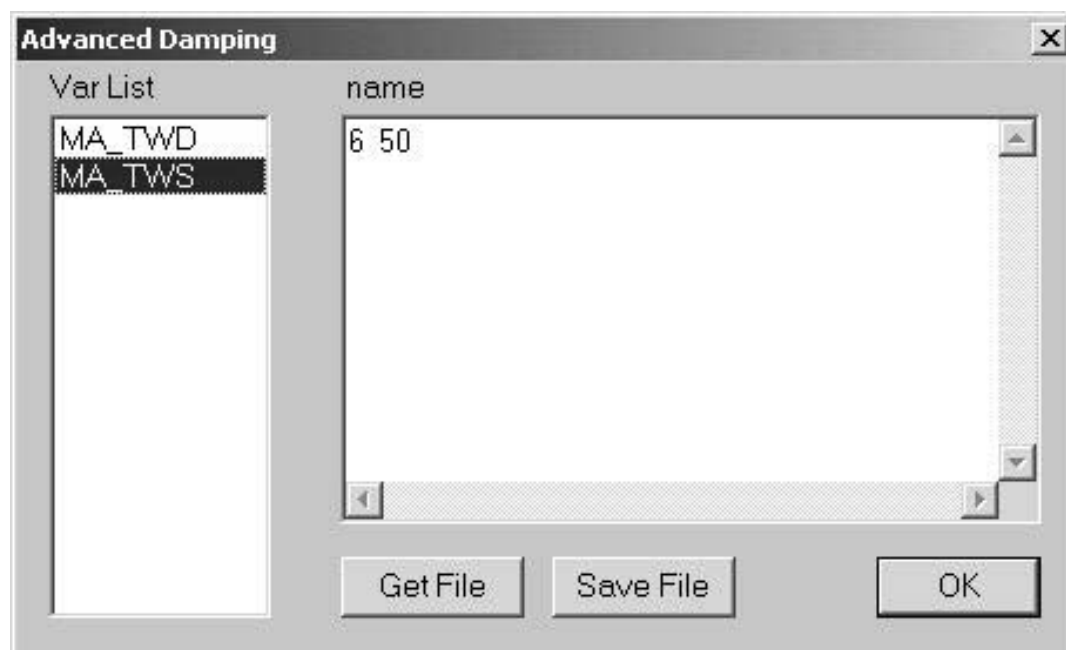 Advanced Damping
Var List
name
MA_TWD
MA_TWS
6 50
Get File
Save File
OK